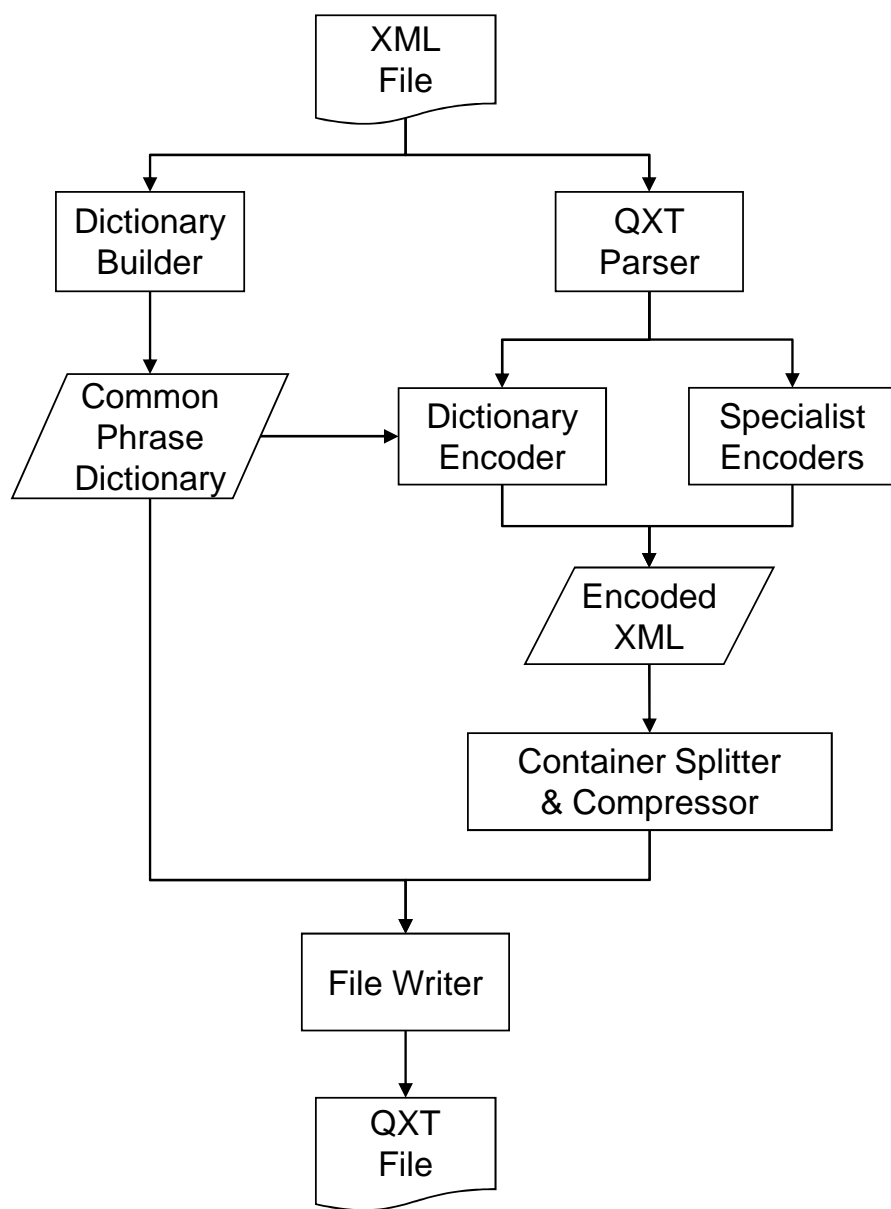 XML
File
Dictionary
Builder
QXT
Parser
Common
Phrase
Dictionary
Dictionary
Encoder
Specialist
Encoders
Encoded
XML
Container Splitter
& Compressor
File Writer
QXT
File